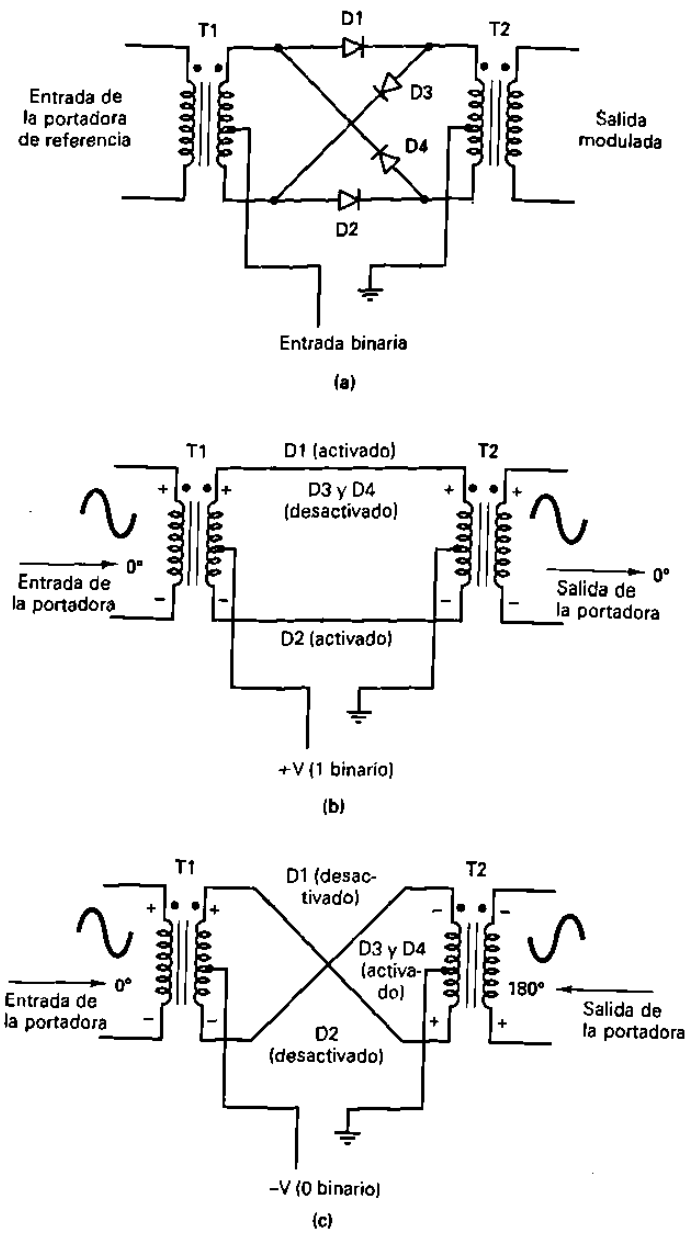 D1
T1
T2
Entrada de
la portadora
de referencia
D3
D4
Salida
modulada
D2
Entrada binaria
(a)
T1
D1 (activado)
T2
D3 y D4
(desactivado)
+ + + +
0°
0°
Entrada de
la portadora
Salida de
la portadora
– – – –
D2 (activado)
+V (1 binario)
(b)
T1
D1 (desac-
tivado)
T2
+ + – –
D3 y D4
(activa-
do)
0°
180°
Entrada de
la portadora
Salida de
la portadora
– – + +
D2
(desactivado)
–V (0 binario)
(c)